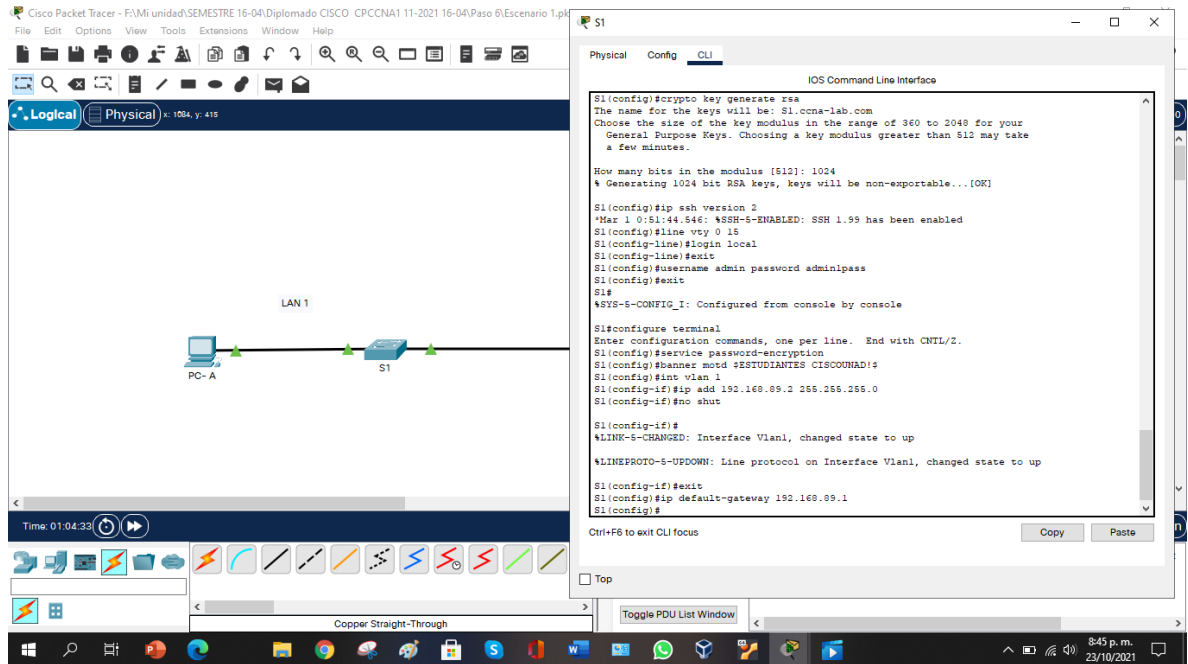 Cisco Packet Tracer - F:\Mi unidad\SEMESTRE 16-04\Diplomado CISCO CPCCNA1 11-2021 16-04\Paso 6\Escenario 1.pk
File Edit Options View Tools Extensions Window Help
Logical
Physical
x: 1084, y: 415
LAN 1
PC- A
S1
Time: 01:04:33
Copper Straight-Through
S1
Physical Config CLI
IOS Command Line Interface
S1(config)#crypto key generate rsa
The name for the keys will be: S1.ccna-lab.com
Choose the size of the key modulus in the range of 360 to 2048 for your
General Purpose Keys. Choosing a key modulus greater than 512 may take
a few minutes.
How many bits in the modulus [512]: 1024
% Generating 1024 bit RSA keys, keys will be non-exportable...[OK]
S1(config)#ip ssh version 2
*Mar 1 0:51:44.546: %SSH-5-ENABLED: SSH 1.99 has been enabled
S1(config)#line vty 0 15
S1(config-line)#login local
S1(config-line)#exit
S1(config)#username admin password admin1pass
S1(config)#exit
S1#
%SYS-5-CONFIG_I: Configured from console by console
S1#configure terminal
Enter configuration commands, one per line. End with CNTL/Z.
S1(config)#service password-encryption
S1(config)#banner motd $ESTUDIANTES CISCOUNAD!$
S1(config)#int vlan 1
S1(config-if)#ip add 192.168.89.2 255.255.255.0
S1(config-if)#no shut
S1(config-if)#
%LINK-5-CHANGED: Interface Vlan1, changed state to up
%LINEPROTO-5-UPDOWN: Line protocol on Interface Vlan1, changed state to up
S1(config-if)#exit
S1(config)#ip default-gateway 192.168.89.1
S1(config)#
Ctrl+F6 to exit CLI focus
Copy
Paste
Top
Toggle PDU List Window
8:45 p. m.
23/10/2021